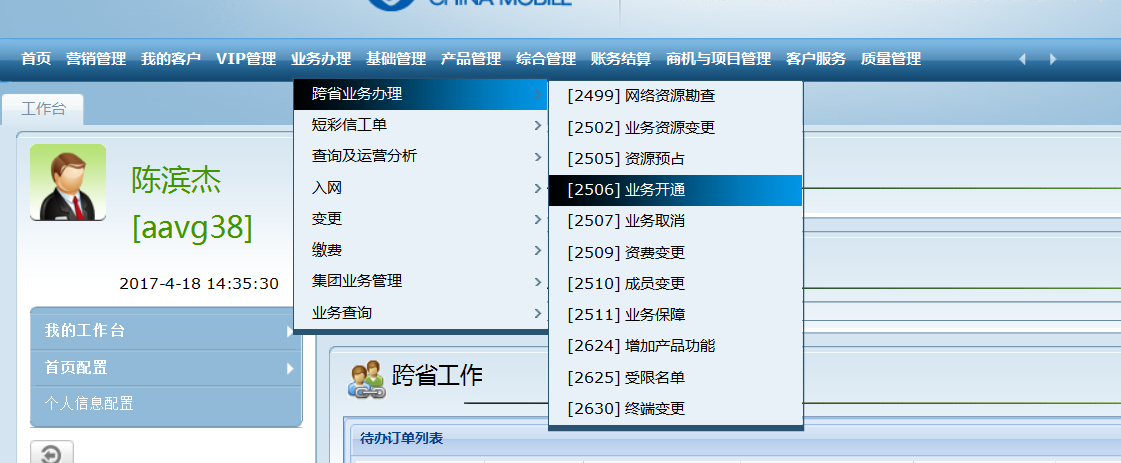 CHINA MOBILE
首页 营销管理 我的客户 VIP管理 业务办理 基础管理 产品管理 综合管理 账务结算 商机与项目管理 客户服务 质量管理
工作台
陈滨杰
[aavg38]
2017-4-18 14:35:30
我的工作台
首页配置
个人信息配置
跨省业务办理
短彩信工单
查询及运营分析
入网
变更
缴费
集团业务管理
业务查询
[2499] 网络资源勘查
[2502] 业务资源变更
[2505] 资源预占
[2506] 业务开通
[2507] 业务取消
[2509] 资费变更
[2510] 成员变更
[2511] 业务保障
[2624] 增加产品功能
[2625] 受限名单
[2630] 终端变更
跨省工作
待办订单列表